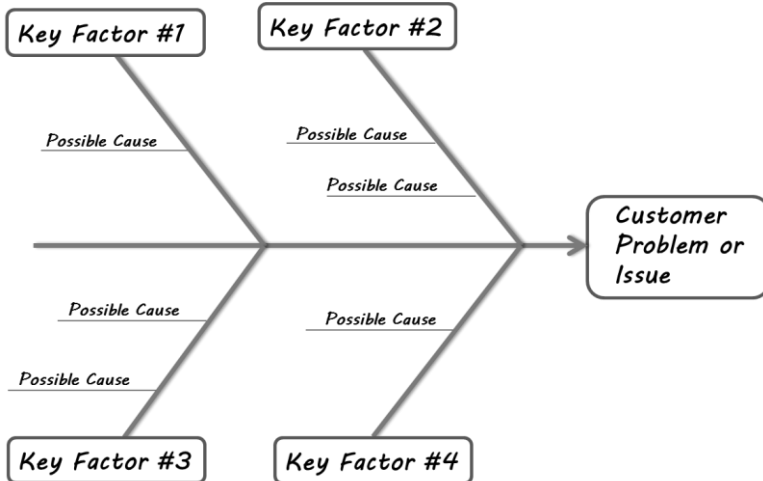 Key Factor #1
Key Factor #2
Possible Cause
Possible Cause
Possible Cause
Customer
Problem or
Issue
Possible Cause
Possible Cause
Possible Cause
Key Factor #3
Key Factor #4